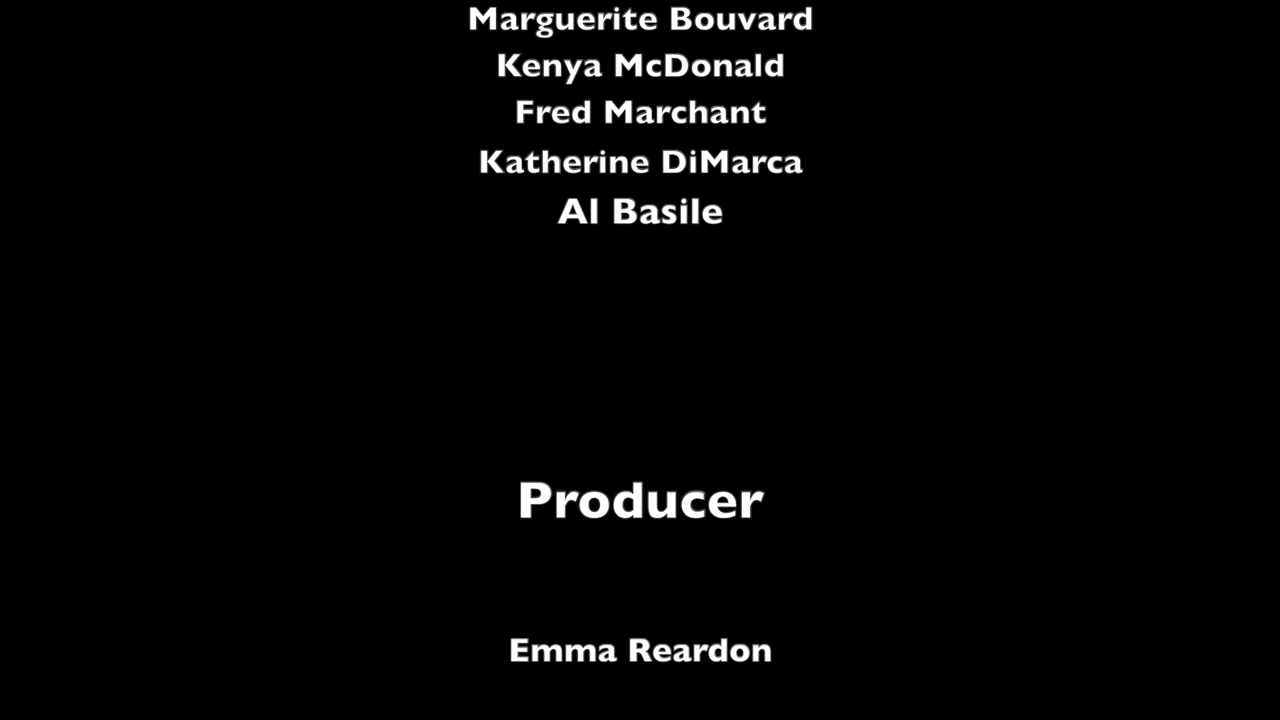 Marguerite Bouvard
Kenya McDonald
Fred Marchant
Katherine DiMarca
Al Basile
Producer
Emma Reardon